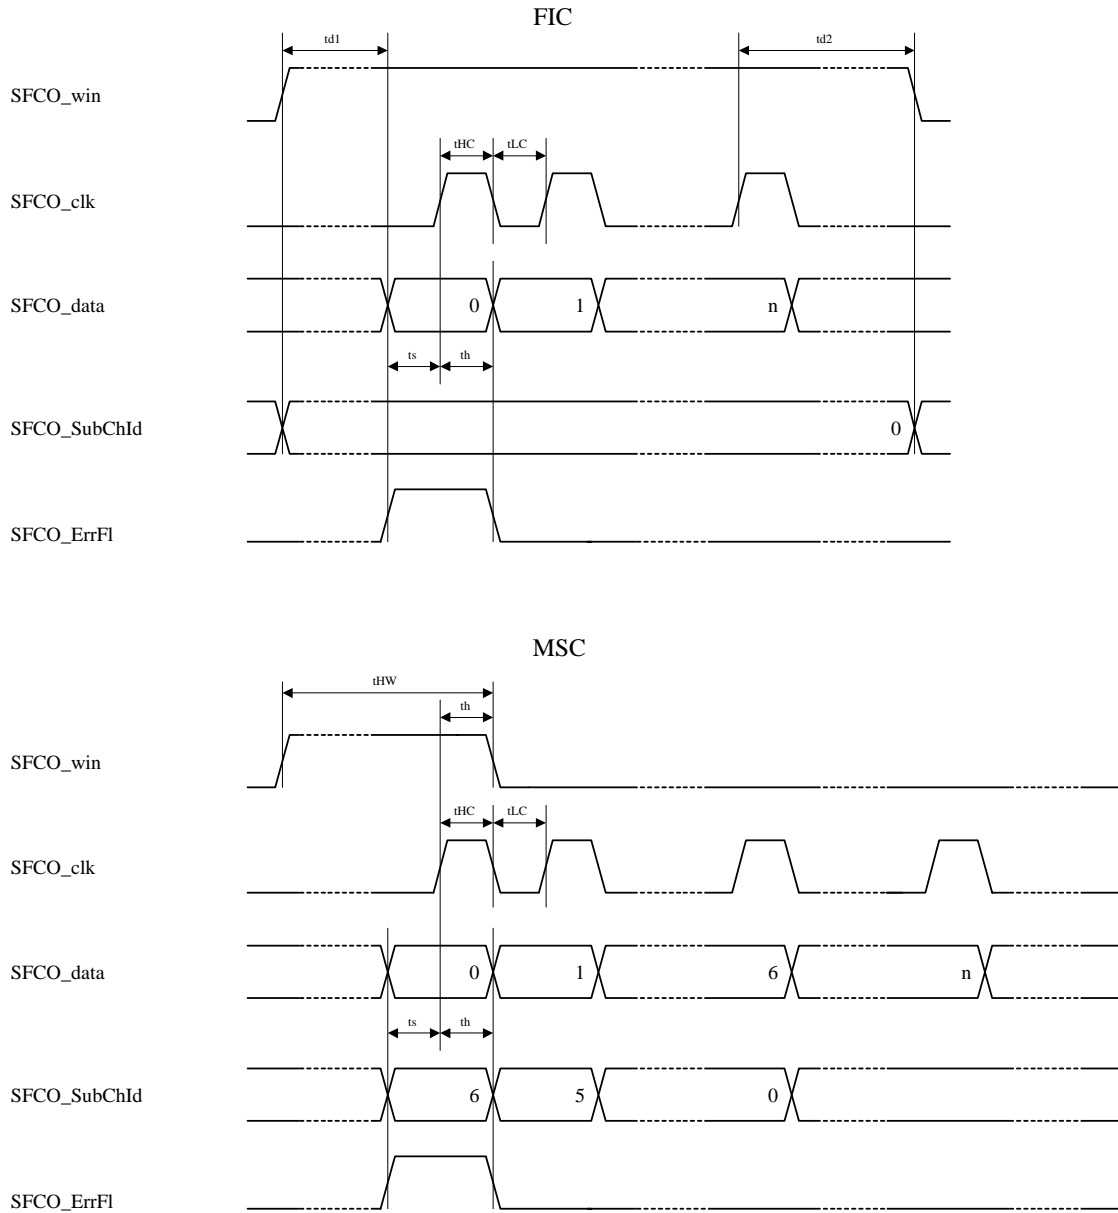 FIC
td1 td2
SFCO_win
tHC tLC
SFCO_clk
SFCO_data 0 1 n
ts th
SFCO_SubChId 0
SFCO_ErrFl
MSC
tHW
th
SFCO_win
tHC tLC
SFCO_clk
SFCO_data 0 1 6 n
ts th
SFCO_SubChId 6 5 0
SFCO_ErrFl